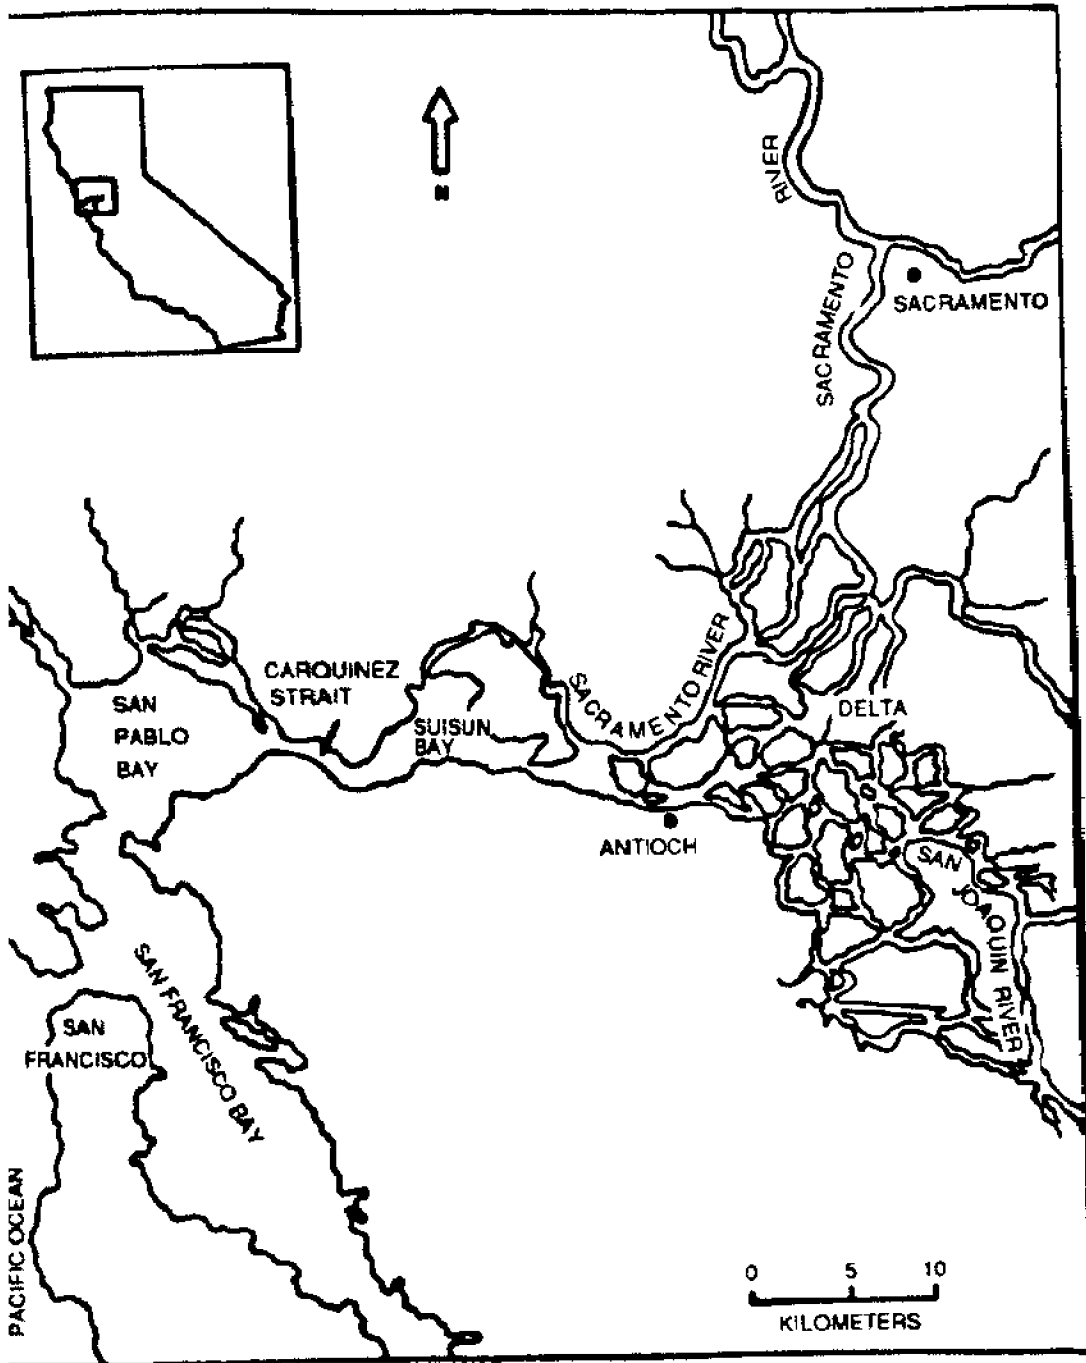 N
RIVER
SACRAMENTO
SACRAMENTO
CARQUINEZ
STRAIT
SAN
PABLO
BAY
SUISUN
BAY
SACRAMENTO RIVER
DELTA
ANTIOCH
SAN JOAQUIN RIVER
SAN FRANCISCO BAY
SAN
FRANCISCO
PACIFIC OCEAN
0 5 10
KILOMETERS